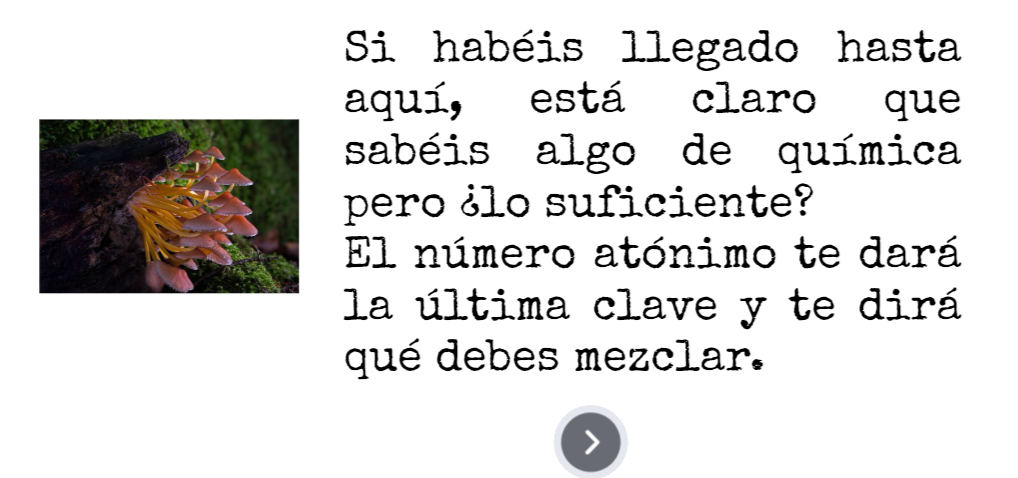 Si habéis llegado hasta
aquí, está claro que
sabéis algo de química
pero ¿lo suficiente?
El número atónimo te dará
la última clave y te dirá
qué debes mezclar.